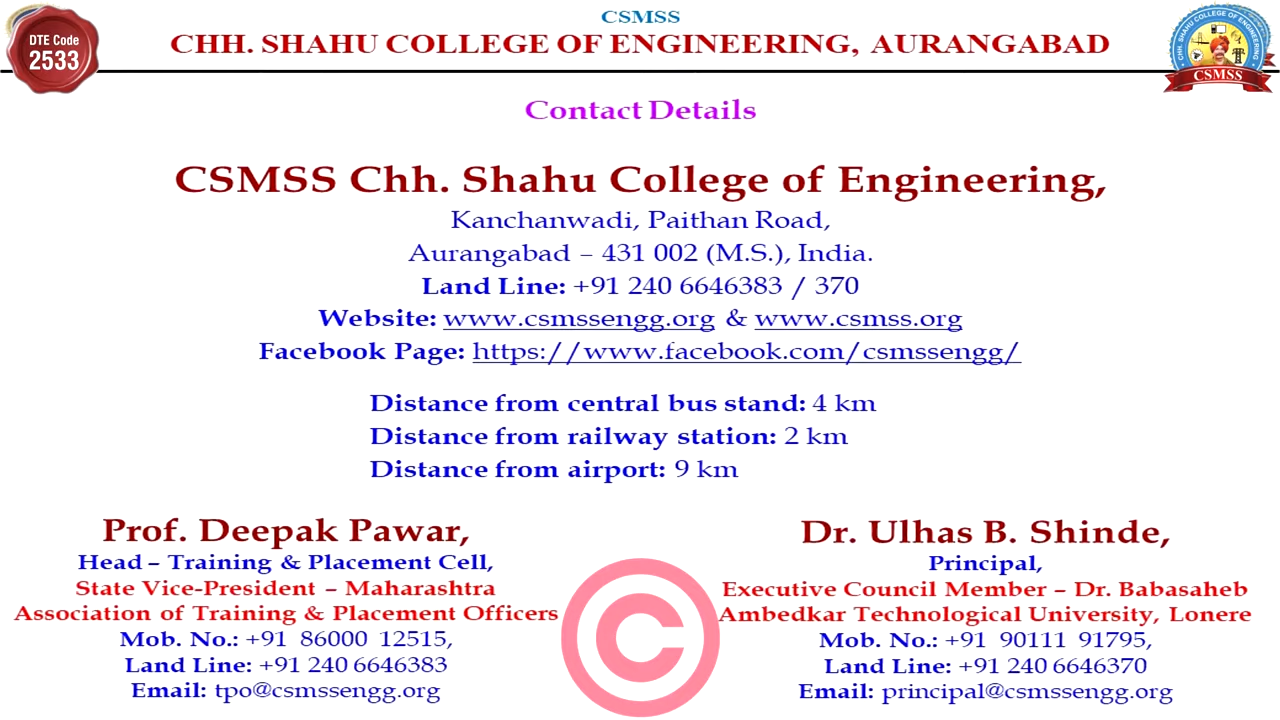 CSMSS
CHH. SHAHU COLLEGE OF ENGINEERING, AURANGABAD
DTE Code
2533
CHH. SHAHU COLLEGE OF ENGINEERING
CSMSS
Contact Details
CSMSS Chh. Shahu College of Engineering,
Kanchanwadi, Paithan Road,
Aurangabad – 431 002 (M.S.), India.
Land Line: +91 240 6646383 / 370
Website: www.csmssengg.org & www.csmss.org
Facebook Page: https://www.facebook.com/csmssengg/
Distance from central bus stand: 4 km
Distance from railway station: 2 km
Distance from airport: 9 km
Prof. Deepak Pawar,
Head – Training & Placement Cell,
State Vice-President – Maharashtra
Association of Training & Placement Officers
Mob. No.: +91 86000 12515,
Land Line: +91 240 6646383
Email: tpo@csmssengg.org
©
Dr. Ulhas B. Shinde,
Principal,
Executive Council Member – Dr. Babasaheb
Ambedkar Technological University, Lonere
Mob. No.: +91 90111 91795,
Land Line: +91 240 6646370
Email: principal@csmssengg.org